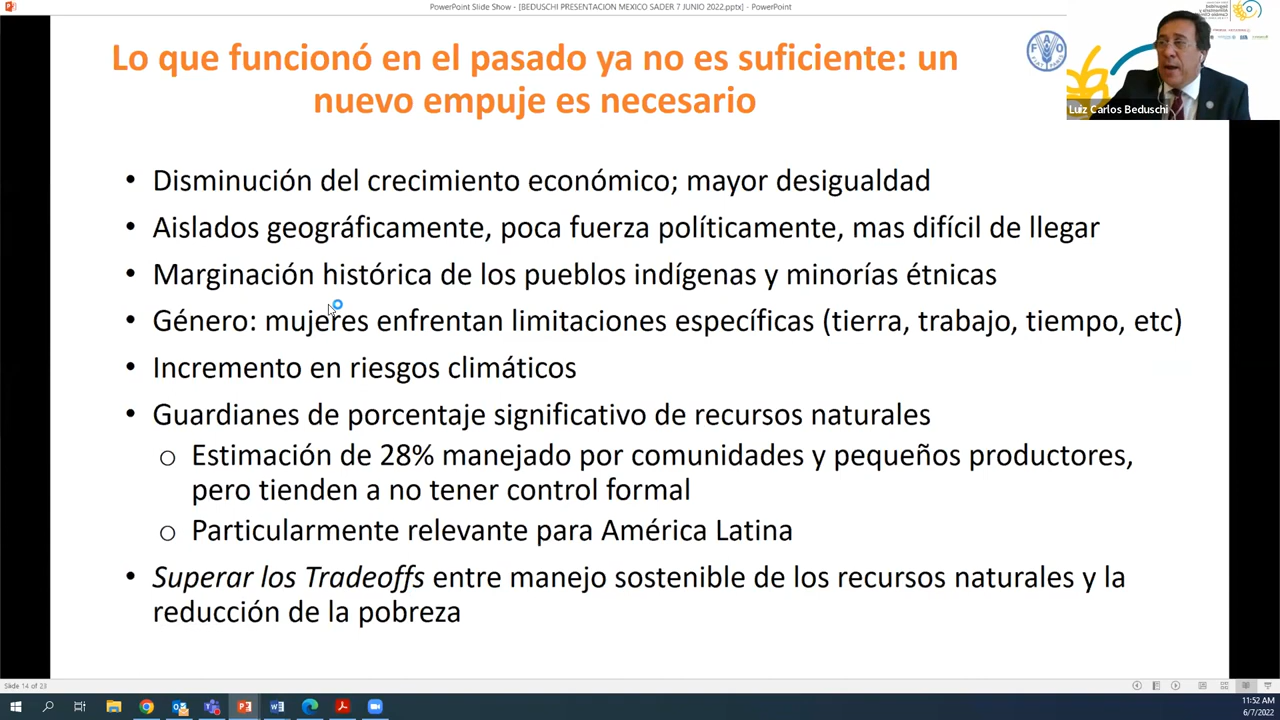 PowerPoint Slide Show - [BEDUSCHI PRESENTACION MEXICO SADER 7 JUNIO 2022.pptx] - PowerPoint
Lo que funcionó en el pasado ya no es suficiente: un
nuevo empuje es necesario
Luiz Carlos Beduschi
• Disminución del crecimiento económico; mayor desigualdad
• Aislados geográficamente, poca fuerza políticamente, mas difícil de llegar
• Marginación histórica de los pueblos indígenas y minorías étnicas
• Género: mujeres enfrentan limitaciones específicas (tierra, trabajo, tiempo, etc)
• Incremento en riesgos climáticos
• Guardianes de porcentaje significativo de recursos naturales
o Estimación de 28% manejado por comunidades y pequeños productores,
pero tienden a no tener control formal
o Particularmente relevante para América Latina
• Superar los Tradeoffs entre manejo sostenible de los recursos naturales y la
reducción de la pobreza
Slide 14 of 23
11:52 AM
6/7/2022